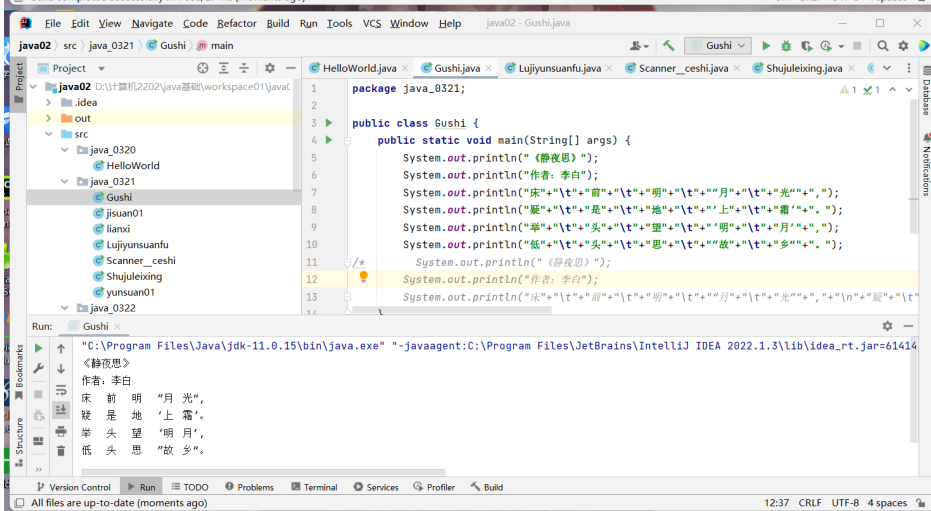 File Edit View Navigate Code Refactor Build Run Tools VCS Window Help java02 - Gushi.java
java02 src java_0321 Gushi main Gushi
Project
HelloWorld.java Gushi.java Lujiyunsuanfu.java Scanner__ceshi.java Shujuleixing.java
java02 D:\计算机2202\java基础\workspace01\java
.idea
out
src
java_0320
HelloWorld
java_0321
Gushi
jisuan01
lianxi
Lujiyunsuanfu
Scanner__ceshi
Shujuleixing
yunsuan01
java_0322
1 package java_0321;
2
3 public class Gushi {
4 public static void main(String[] args) {
5 System.out.println("《静夜思》");
6 System.out.println("作者：李白");
7 System.out.println("床"+"\t"+"前"+"\t"+"明"+"\t"+"“月"+"\t"+"光“"+",");
8 System.out.println("疑"+"\t"+"是"+"\t"+"地"+"\t"+"‘上"+"\t"+"霜‘"+"。");
9 System.out.println("举"+"\t"+"头"+"\t"+"望"+"\t"+"‘明"+"\t"+"月’"+",");
10 System.out.println("低"+"\t"+"头"+"\t"+"思"+"\t"+"“故"+"\t"+"乡“"+"。");
11 /* System.out.println("《静夜思》");
12 System.out.println("作者：李白");
13 System.out.println("床"+"\t"+"前"+"\t"+"明"+"\t"+"“月"+"\t"+"光“"+","+"\n"+"疑"+"\t"
14 }
1 1
Project
Database
Notifications
Bookmarks
Structure
Run: Gushi
"C:\Program Files\Java\jdk-11.0.15\bin\java.exe" "-javaagent:C:\Program Files\JetBrains\IntelliJ IDEA 2022.1.3\lib\idea_rt.jar=61414
《静夜思》
作者：李白
床 前 明 “月 光“,
疑 是 地 ‘上 霜‘。
举 头 望 ‘明 月’,
低 头 思 “故 乡“。
Version Control Run TODO Problems Terminal Services Profiler Build
All files are up-to-date (moments ago) 12:37 CRLF UTF-8 4 spaces